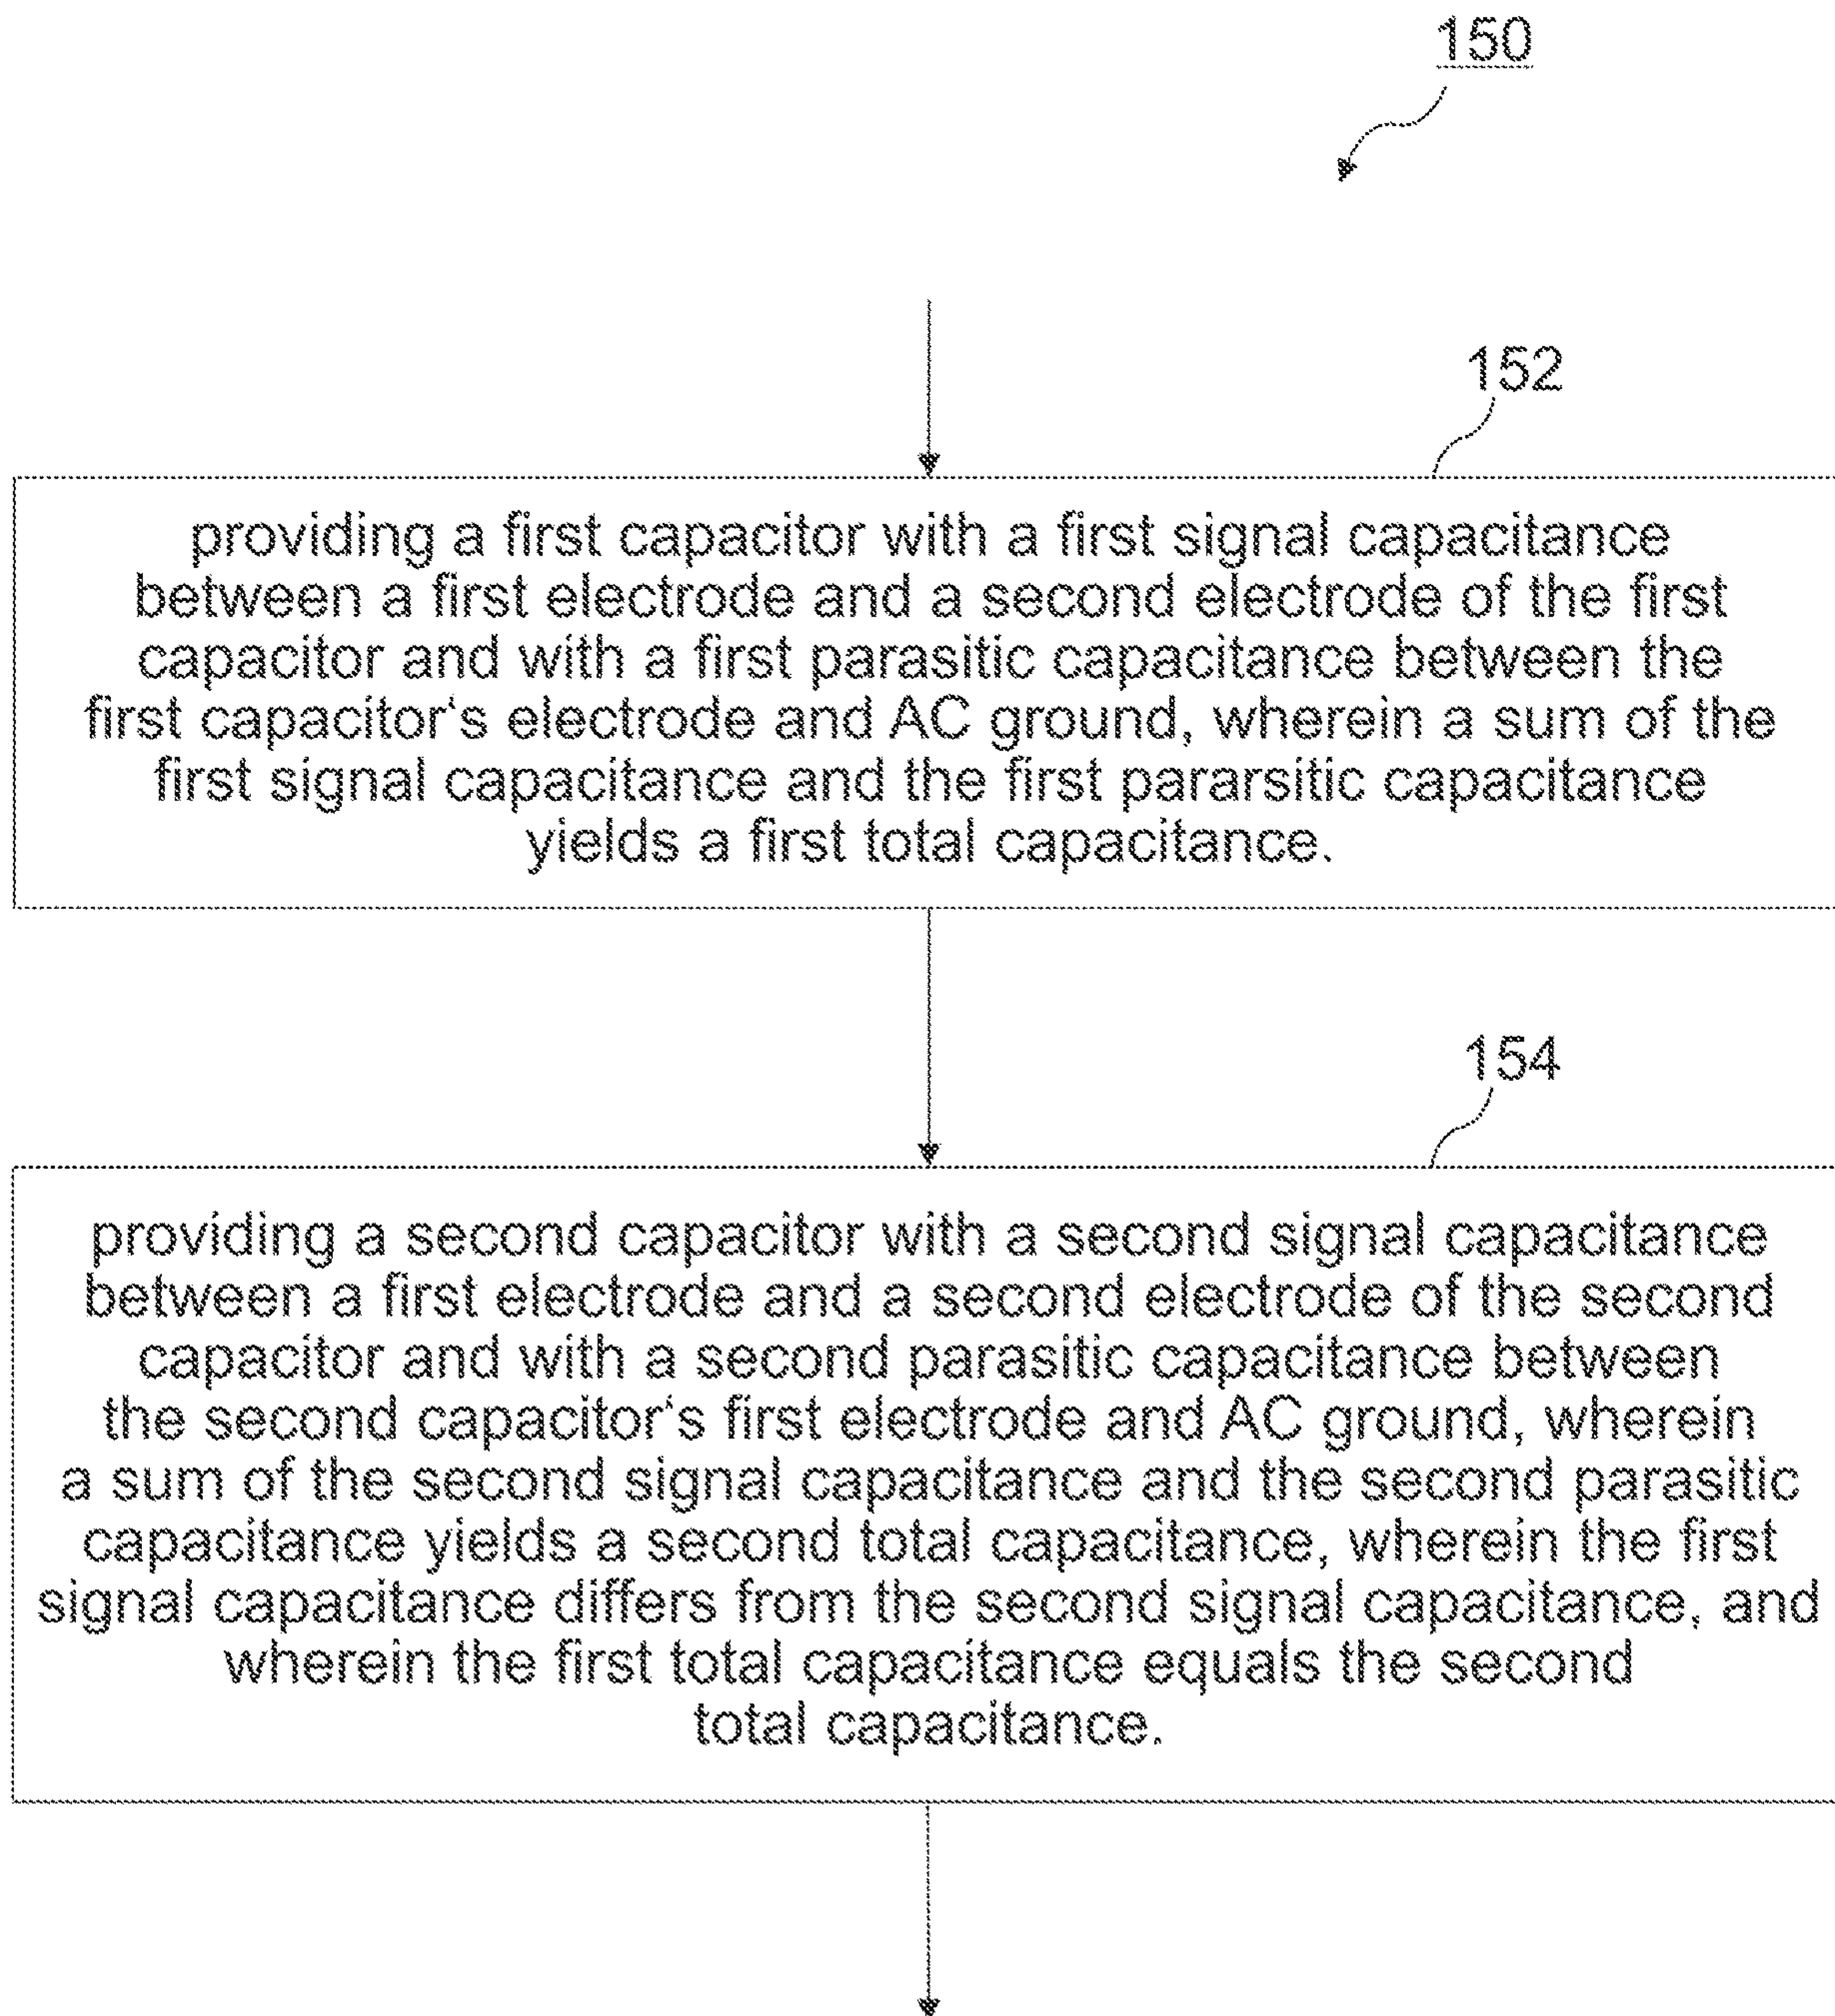 150
152
providing a first capacitor with a first signal capacitance
between a first electrode and a second electrode of the first
capacitor and with a first parasitic capacitance between the
first capacitor‘s electrode and AC ground, wherein a sum of the
first signal capacitance and the first pararsitic capacitance
yields a first total capacitance.
154
providing a second capacitor with a second signal capacitance
between a first electrode and a second electrode of the second
capacitor and with a second parasitic capacitance between
the second capacitor‘s first electrode and AC ground, wherein
a sum of the second signal capacitance and the second parasitic
capacitance yields a second total capacitance, wherein the first
signal capacitance differs from the second signal capacitance, and
wherein the first total capacitance equals the second
total capacitance.